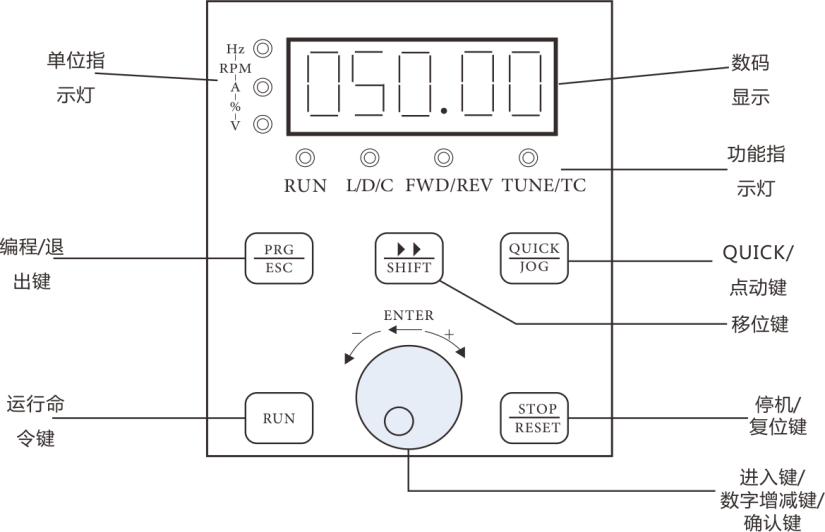 单位指
示灯
Hz
RPM
A
%
V
050.00
数码
显示
RUN L/D/C FWD/REV TUNE/TC
功能指
示灯
编程/退
出键
PRG
ESC
SHIFT
QUICK
JOG
QUICK/
点动键
移位键
ENTER
− +
运行命
令键
RUN
STOP
RESET
停机/
复位键
进入键/
数字增减键/
确认键